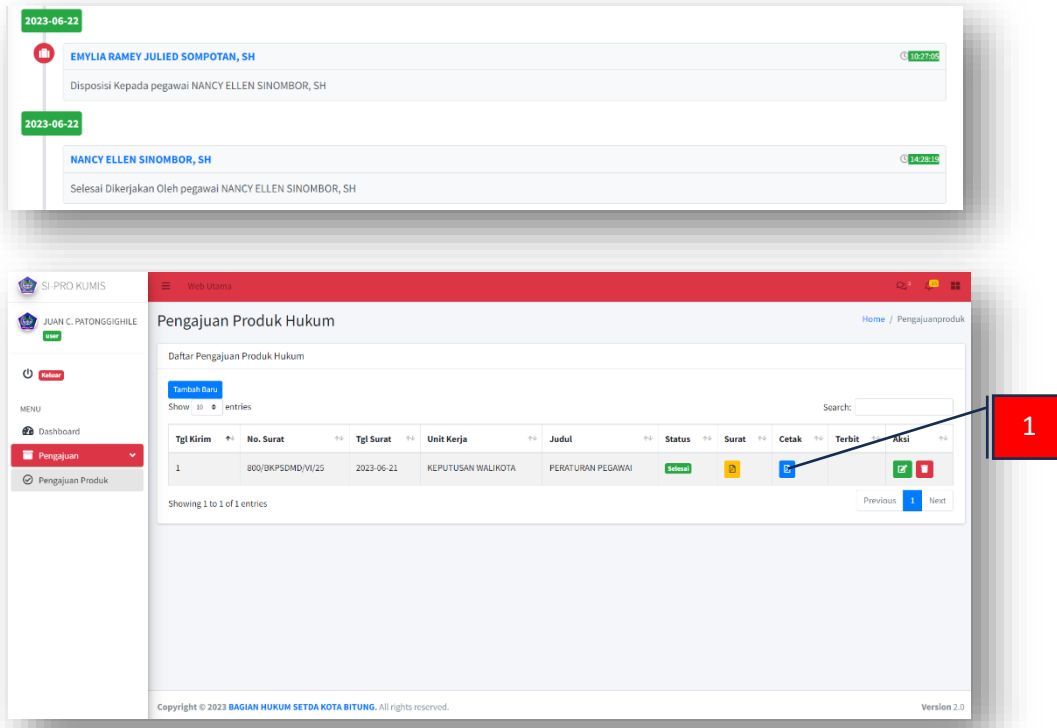 2023-06-22
EMYLIA RAMEY JULIED SOMPOTAN, SH 10:27:05
Disposisi Kepada pegawai NANCY ELLEN SINOMBOR, SH
2023-06-22
NANCY ELLEN SINOMBOR, SH 14:28:19
Selesai Dikerjakan Oleh pegawai NANCY ELLEN SINOMBOR, SH
SI-PRO KUMIS
Web Utama
JUAN C. PATONGGIGHILE
user
Keluar
MENU
Dashboard
Pengajuan
Pengajuan Produk
Pengajuan Produk Hukum
Home / Pengajuanproduk
Daftar Pengajuan Produk Hukum
Tambah Baru
Show 10 entries
Search:
Tgl Kirim No. Surat Tgl Surat Unit Kerja Judul Status Surat Cetak Terbit Aksi
1 800/BKPSDMD/VI/25 2023-06-21 KEPUTUSAN WALIKOTA PERATURAN PEGAWAI Selesai
Showing 1 to 1 of 1 entries
Previous 1 Next
1
Copyright © 2023 BAGIAN HUKUM SETDA KOTA BITUNG. All rights reserved.
Version 2.0